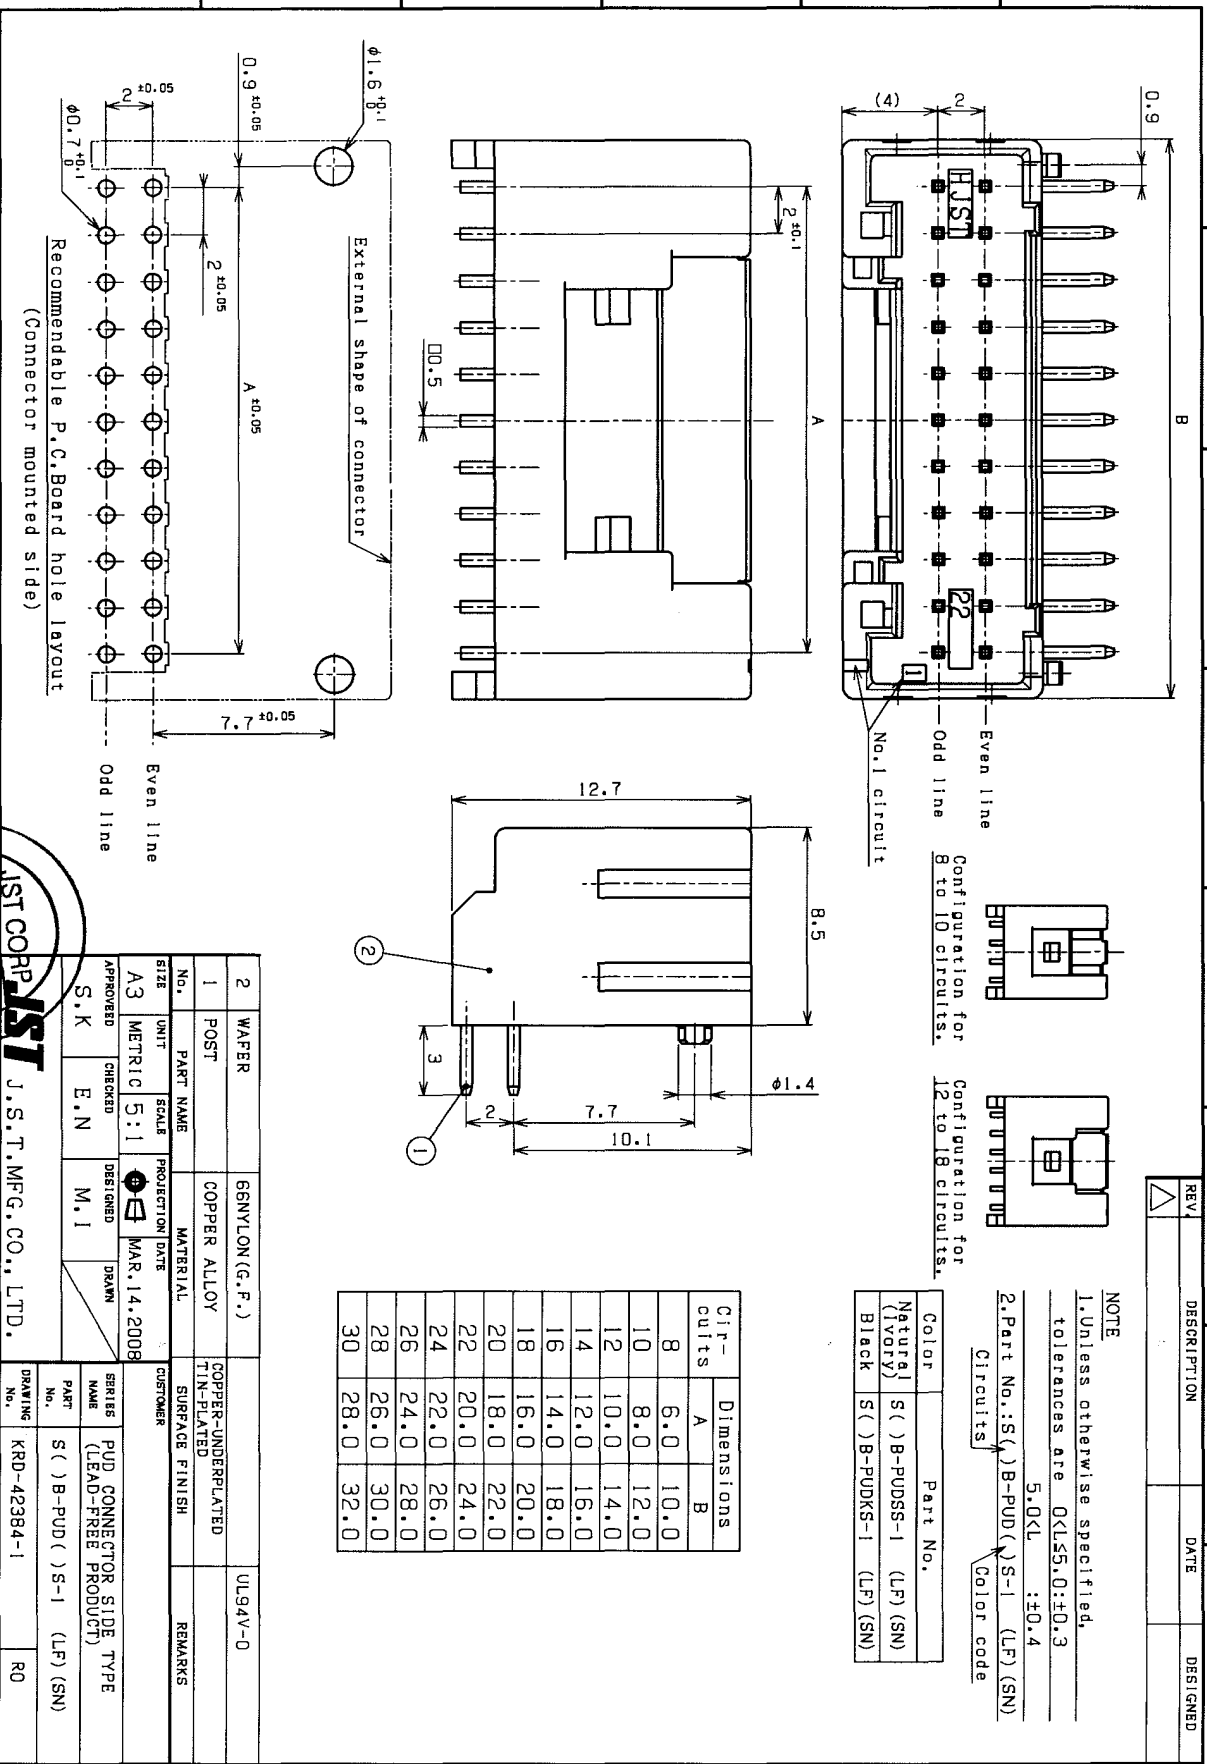 REV.
DESCRIPTION
DATE
DESIGNED
NOTE
1.Unless otherwise specified,
tolerances are 0<L≤5.0:±0.3
5.0<L :±0.4
2.Part No.:S( )B-PUD( )S-1 (LF)(SN)
Circuits
Color code
Color
Part No.
Natural
(Ivory)
S( )B-PUDSS-1 (LF)(SN)
Black
S( )B-PUDKS-1 (LF)(SN)
Configuration for
8 to 10 circuits.
Configuration for
12 to 18 circuits.
0.9
B
2
(4)
HJST
22
1
Even line
Odd line
No.1 circuit
2 ±0.1
A
□0.5
8.5
12.7
3
2
7.7
10.1
φ1.4
1
2
φ1.6 +0.1 0
0.9 ±0.05
2 ±0.05
φ0.7 +0.1 0
2 ±0.05
A ±0.05
7.7 ±0.05
External shape of connector
Even line
Odd line
Recommendable P.C.Board hole layout
(Connector mounted side)
Cir-
cuits
Dimensions
A B
8 6.0 10.0
10 8.0 12.0
12 10.0 14.0
14 12.0 16.0
16 14.0 18.0
18 16.0 20.0
20 18.0 22.0
22 20.0 24.0
24 22.0 26.0
26 24.0 28.0
28 26.0 30.0
30 28.0 32.0
2 WAFER 66NYLON(G.F.) UL94V-0
1 POST COPPER ALLOY COPPER-UNDERPLATED
TIN-PLATED
No. PART NAME MATERIAL SURFACE FINISH REMARKS
SIZE UNIT SCALE PROJECTION DATE
A3 METRIC 5:1 MAR.14.2008
CUSTOMER
APPROVEED CHECKED DESIGNED DRAWN
S.K E.N M.I
SERIES
NAME
PUD CONNECTOR SIDE TYPE
(LEAD-FREE PRODUCT)
PART
No.
S( )B-PUD( )S-1 (LF)(SN)
JST J.S.T.MFG.CO.,LTD.
DRAWING
No.
KRD-42384-1
R0
JST CORP